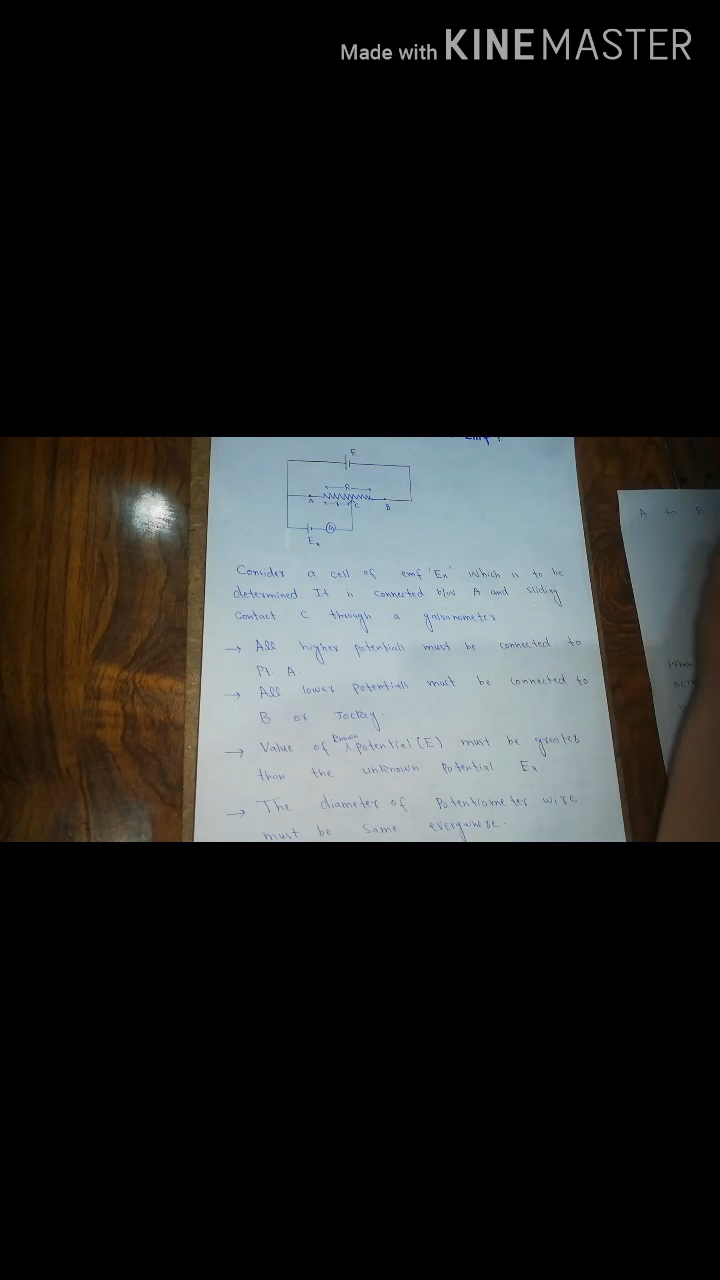 Made with KINEMASTER
E
R
A
r
C
B
G
Ex
Consider a cell of emf 'Ex' which is to be
determined. It is connected b/w A and sliding
contact C through a galvanometer
→ All higher potentials must be connected to
Pt. A.
→ All lower potentials must be connected to
B or Jockey.
→ Value of known potential (E) must be greater
than the unknown potential Ex.
→ The diameter of Potentiometer wire
must be same everywhere.
A to B
When